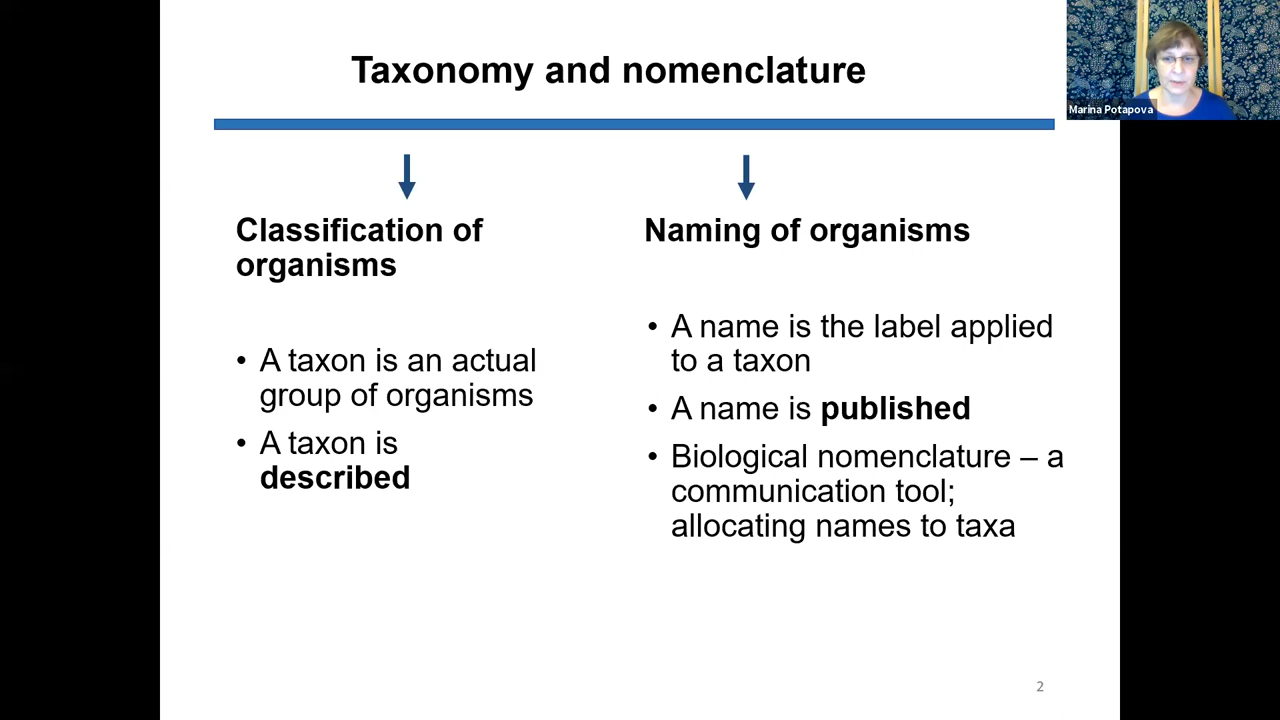 Taxonomy and nomenclature
Marina Potapova
Classification of
organisms
• A taxon is an actual
group of organisms
• A taxon is
described
Naming of organisms
• A name is the label applied
to a taxon
• A name is published
• Biological nomenclature – a
communication tool;
allocating names to taxa
2